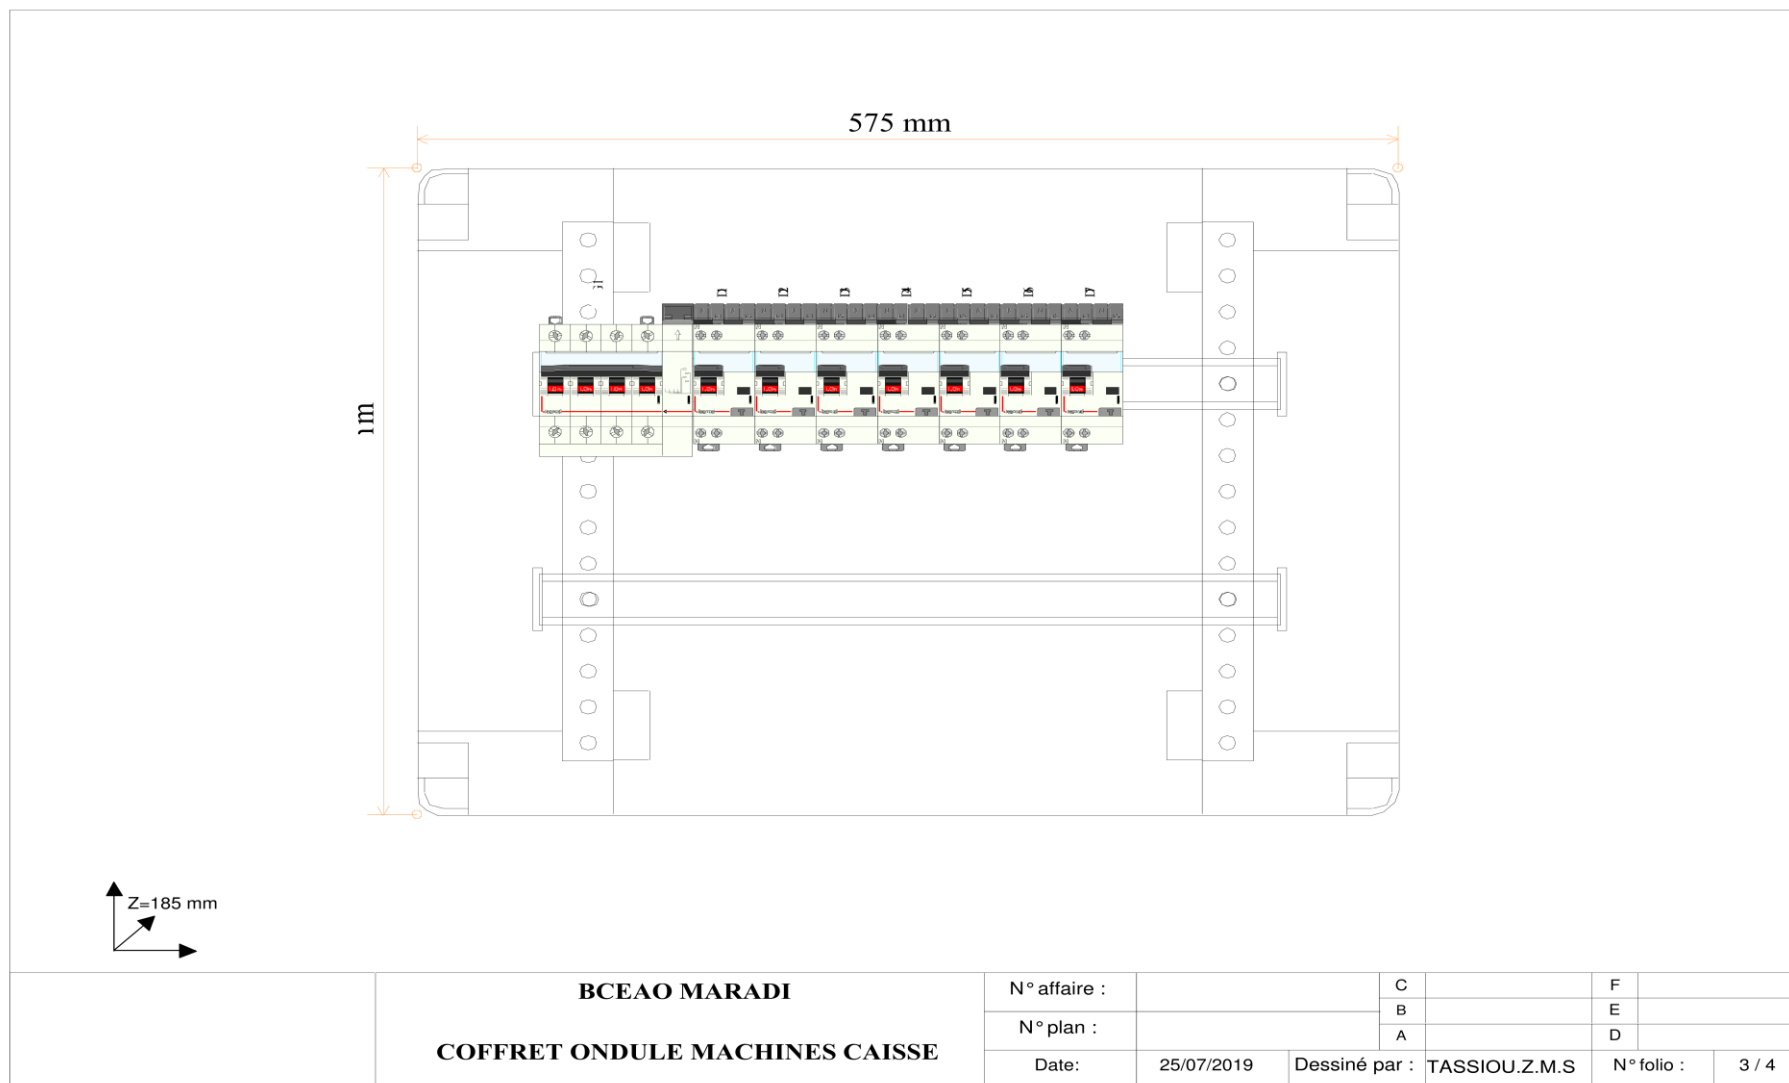 575 mm
Z=185 mm
BCEAO MARADI
COFFRET ONDULE MACHINES CAISSE
N° affaire :
N° plan :
Date:
25/07/2019
Dessiné par :
TASSIOU.Z.M.S
C
B
A
F
E
D
N° folio :
3 / 4